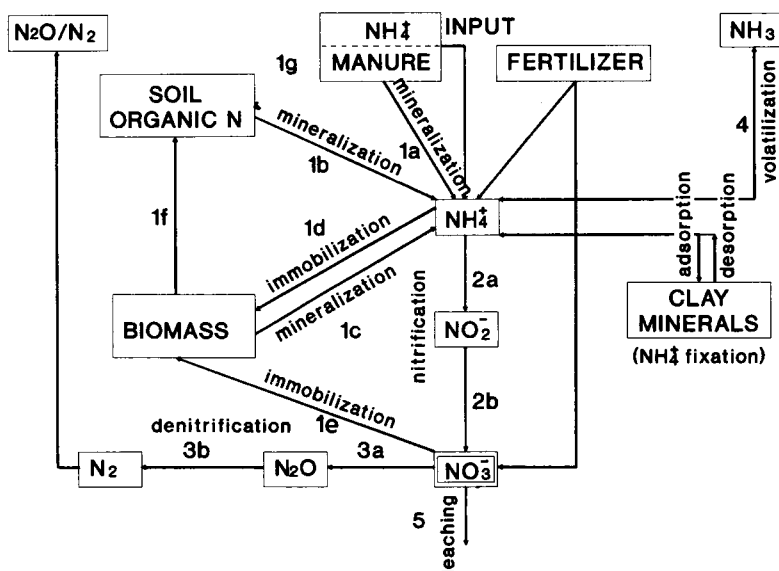 N₂O/N₂
NH₄⁺ INPUT
MANURE
FERTILIZER
NH₃
1g
SOIL
ORGANIC N
mineralization
1a
mineralization
1b
4
volatilization
1f
1d
immobilization
NH₄⁺
adsorption
desorption
2a
BIOMASS
mineralization
1c
nitrification
NO₂⁻
CLAY
MINERALS
(NH₄⁺ fixation)
immobilization
1e
2b
denitrification
3b
3a
N₂
N₂O
NO₃⁻
5
eaching